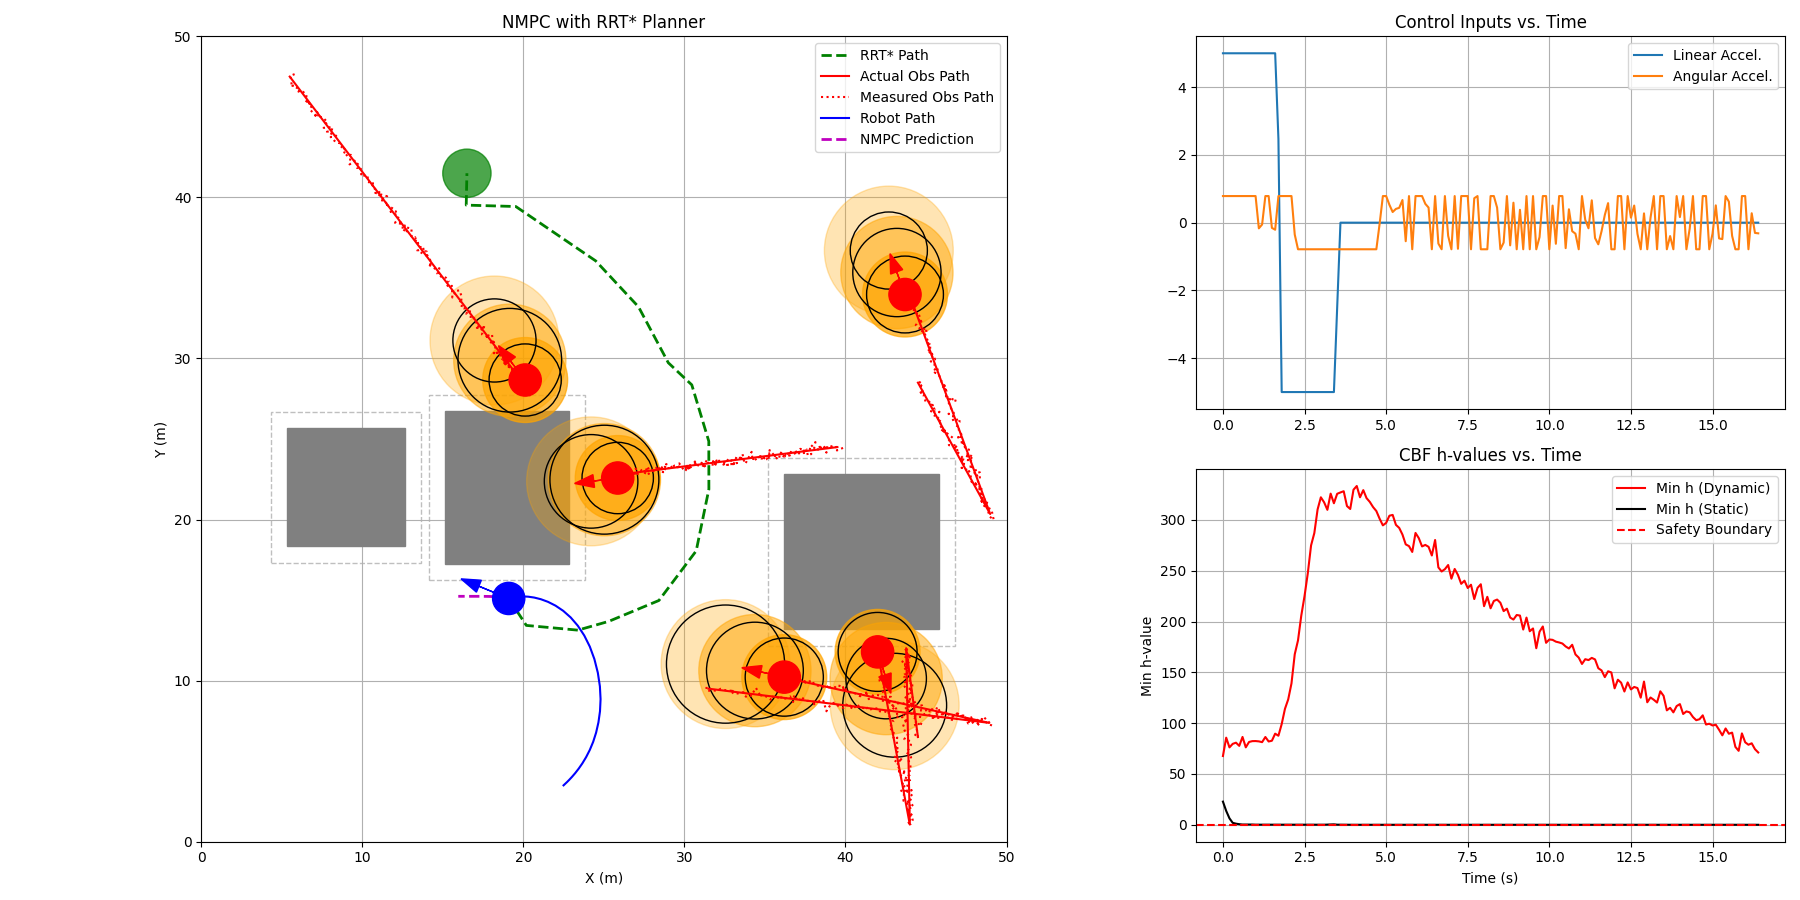 NMPC with RRT* Planner
50
40
30
20
10
0
Y (m)
0 10 20 30 40 50
X (m)
RRT* Path
Actual Obs Path
Measured Obs Path
Robot Path
NMPC Prediction
Control Inputs vs. Time
4
2
0
−2
−4
0.0 2.5 5.0 7.5 10.0 12.5 15.0
Linear Accel.
Angular Accel.
CBF h-values vs. Time
300
250
200
150
100
50
0
Min h-value
0.0 2.5 5.0 7.5 10.0 12.5 15.0
Time (s)
Min h (Dynamic)
Min h (Static)
Safety Boundary